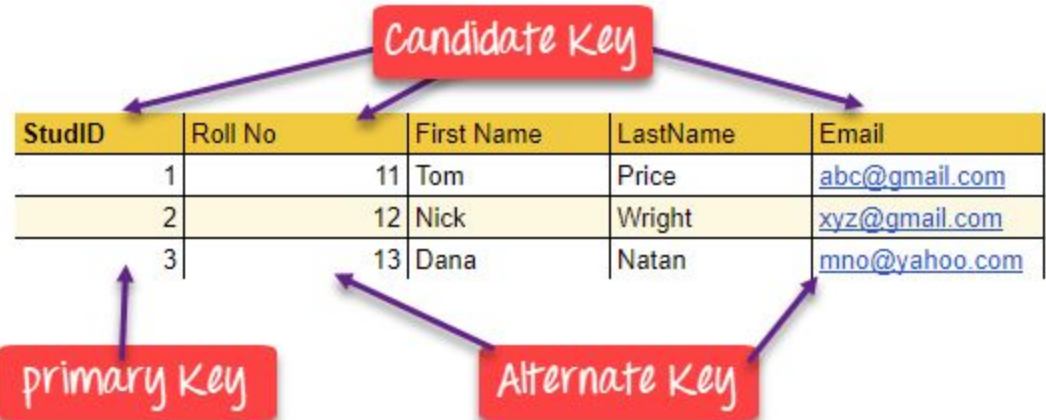 Candidate Key
StudID Roll No First Name LastName Email
1 11 Tom Price abc@gmail.com
2 12 Nick Wright xyz@gmail.com
3 13 Dana Natan mno@yahoo.com
primary Key Alternate Key